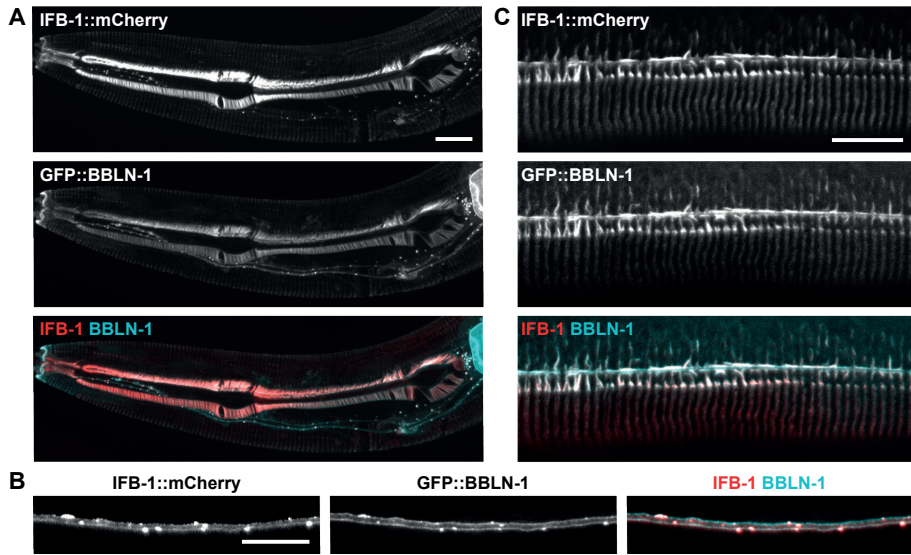 A
IFB-1::mCherry
GFP::BBLN-1
IFB-1 BBLN-1
C
IFB-1::mCherry
GFP::BBLN-1
IFB-1 BBLN-1
B
IFB-1::mCherry
GFP::BBLN-1
IFB-1 BBLN-1